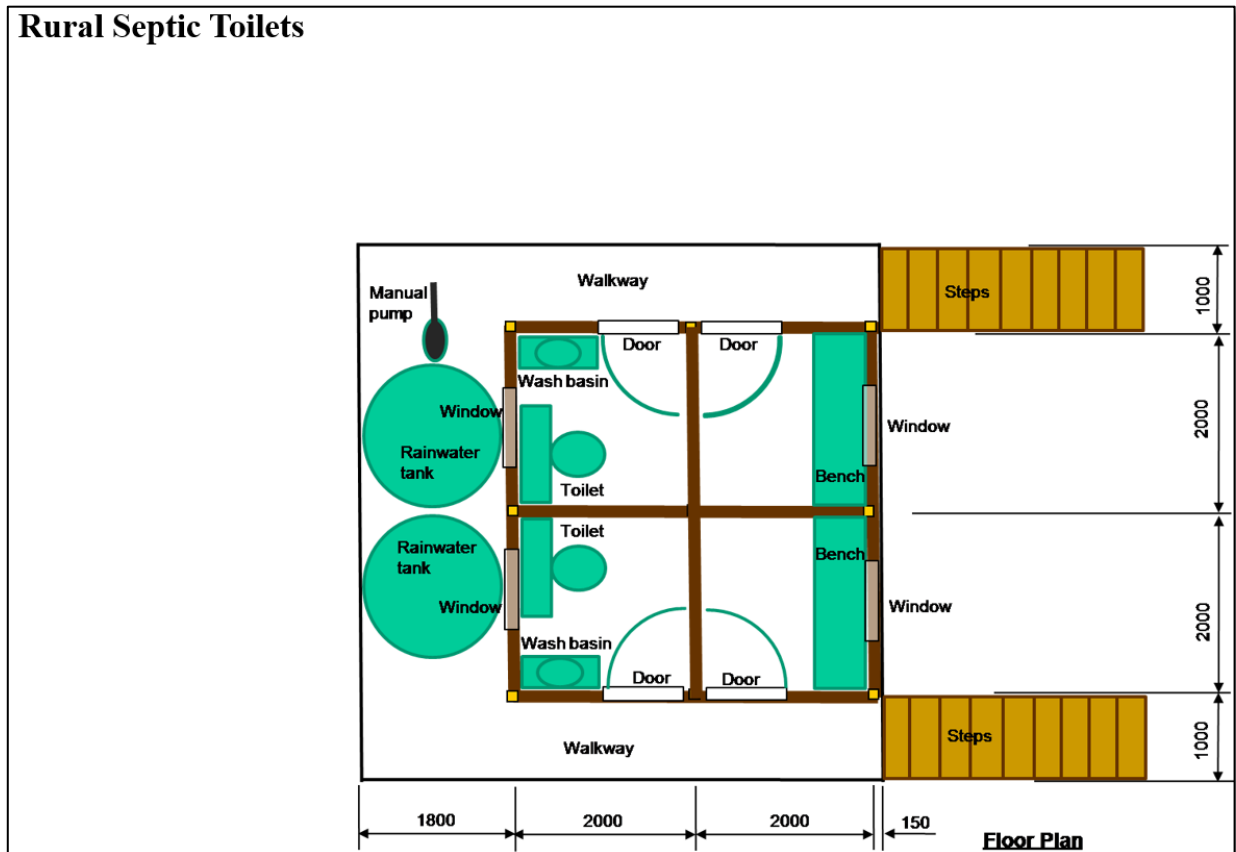 Rural Septic Toilets
Walkway
Steps
1000
Manual
pump
Door
Door
Wash basin
Window
Rainwater
tank
Toilet
Bench
Window
2000
Toilet
Rainwater
tank
Window
Bench
Window
2000
Wash basin
Door
Door
Walkway
Steps
1000
1800
2000
2000
150
Floor Plan